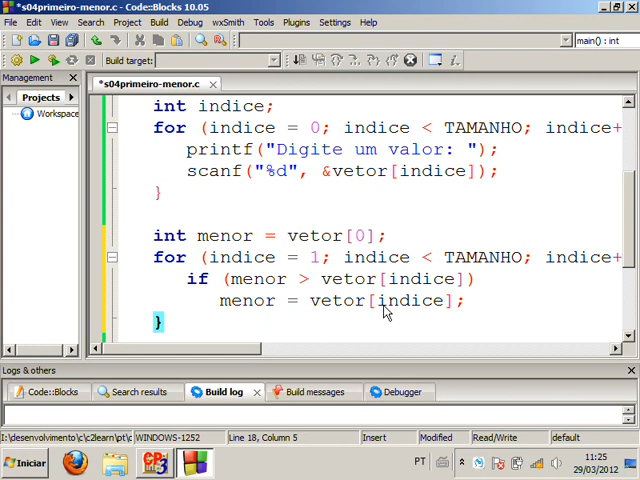 *s04primeiro-menor.c - Code::Blocks 10.05
File Edit View Search Project Build Debug wxSmith Tools Plugins Settings Help
main() : int
Build target:
Management
*s04primeiro-menor.c
Projects
Workspace
int indice;
for (indice = 0; indice < TAMANHO; indice+
printf("Digite um valor: ");
scanf("%d", &vetor[indice]);
}
int menor = vetor[0];
for (indice = 1; indice < TAMANHO; indice+
if (menor > vetor[indice])
menor = vetor[indice];
}
Logs & others
Code::Blocks Search results Build log Build messages Debugger
I:\desenvolvimento\c\c2learn\pt\c WINDOWS-1252 Line 18, Column 5 Insert Modified Read/Write default
Iniciar PT 11:25
29/03/2012